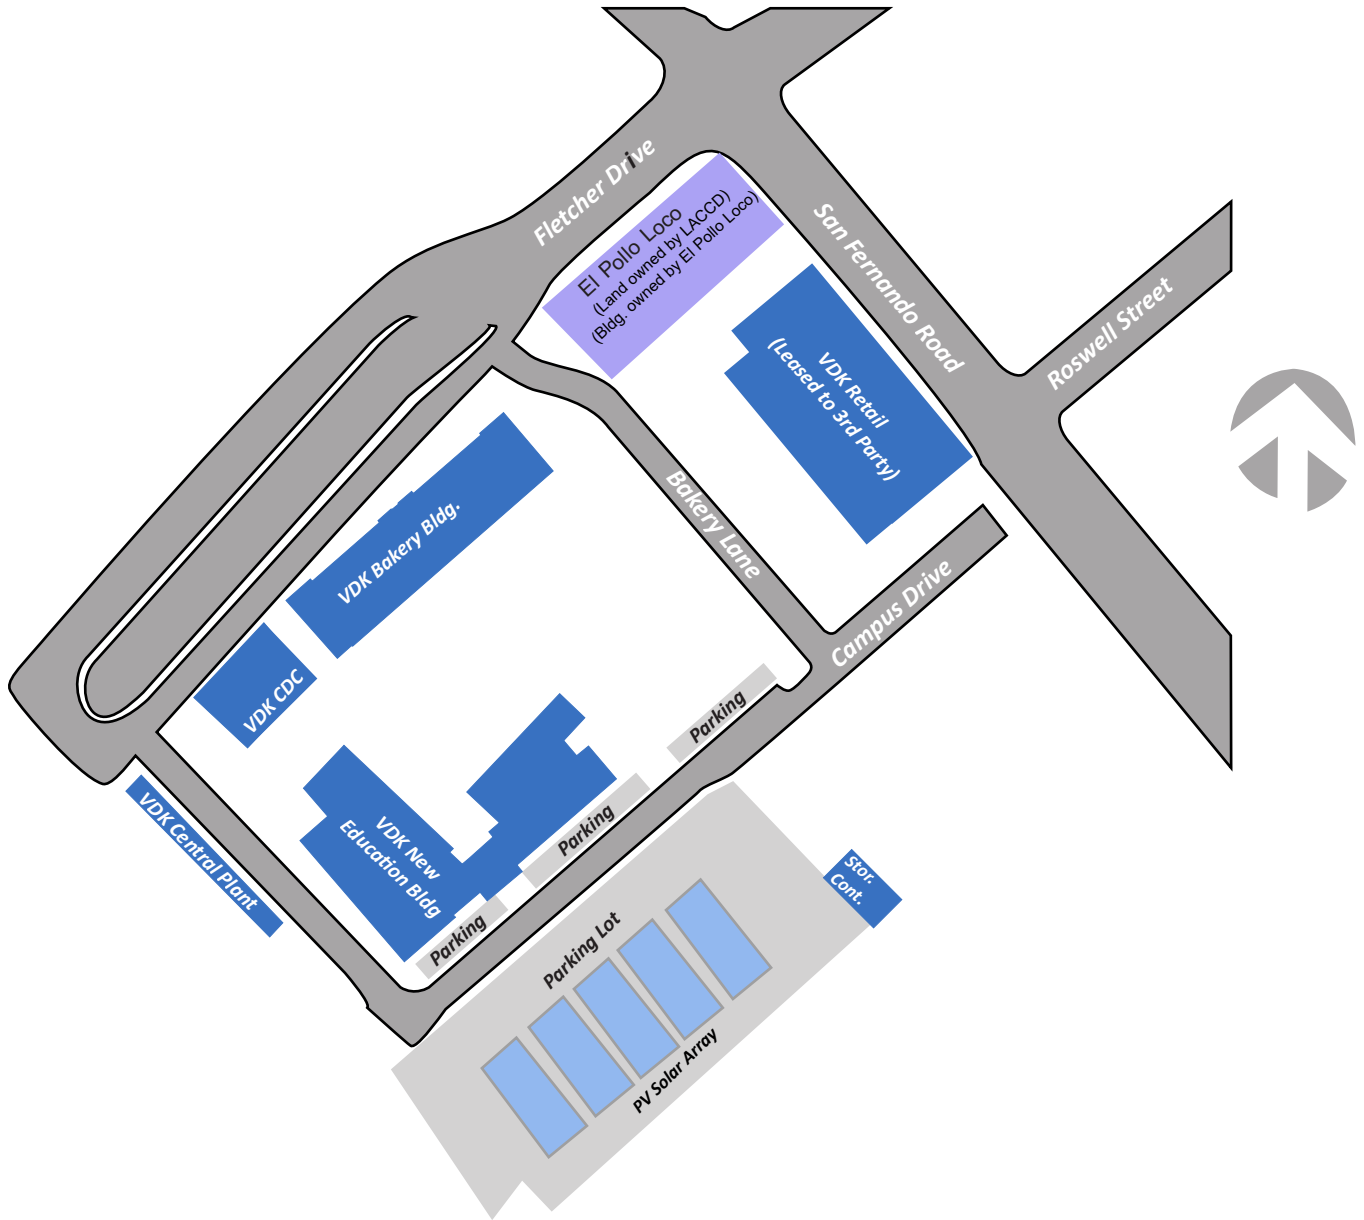 Fletcher Drive
El Pollo Loco
(Land owned by LACCD)
(Bldg. owned by El Pollo Loco)
San Fernando Road
Roswell Street
VDK Retail
(Leased to 3rd Party)
Bakery Lane
VDK Bakery Bldg.
Campus Drive
VDK CDC
Parking
VDK Central Plant
VDK New
Education Bldg
Parking
Parking
Stor.
Cont.
Parking Lot
PV Solar Array